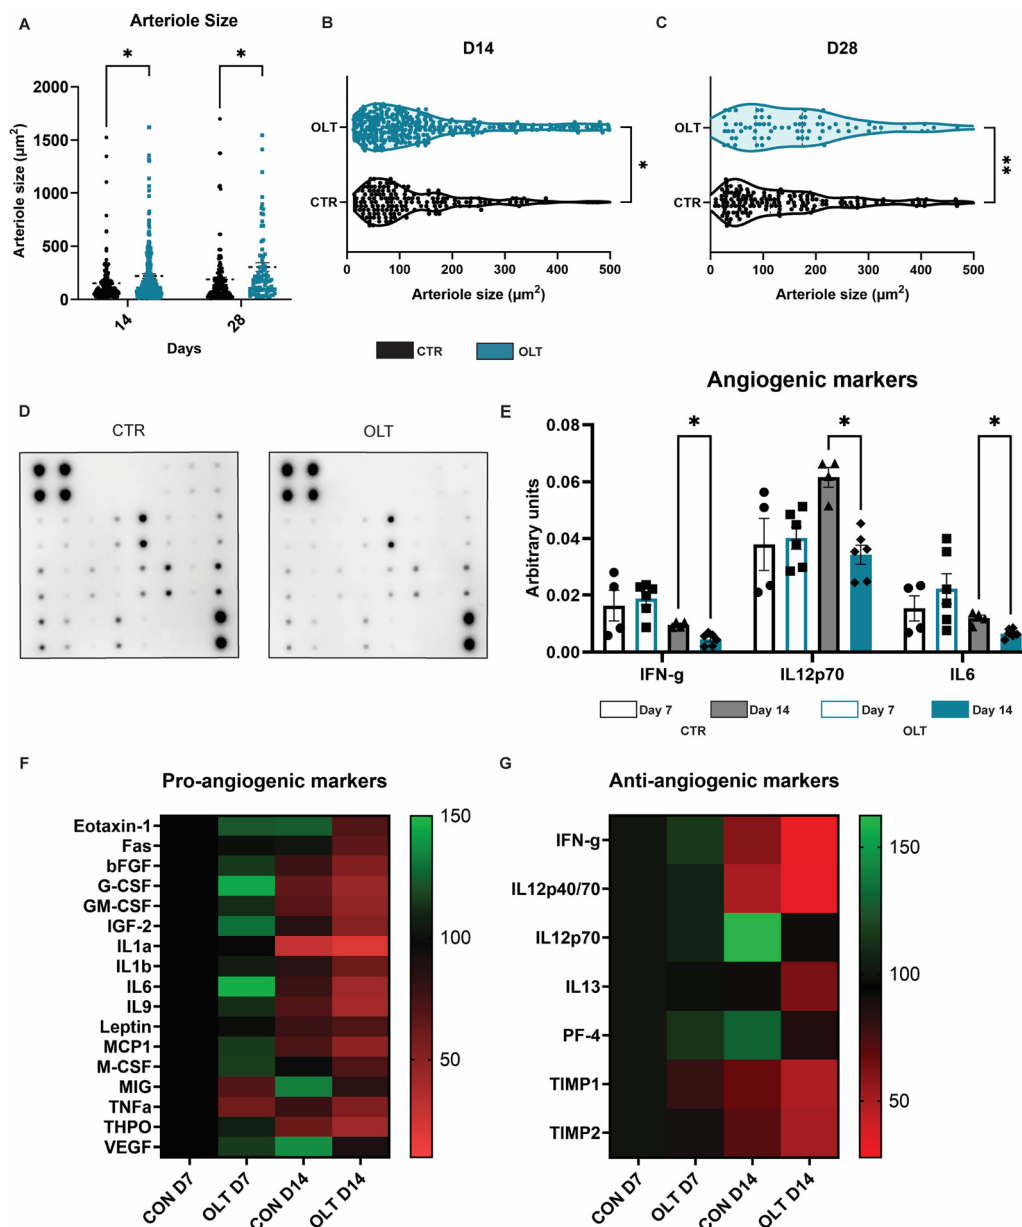 A
Arteriole Size
Arteriole size (µm²)
2000
1500
1000
500
0
*
*
14
28
Days
B
D14
OLT
CTR
*
0 100 200 300 400 500
Arteriole size (µm²)
C
D28
OLT
CTR
**
0 100 200 300 400 500
Arteriole size (µm²)
CTR OLT
D
CTR OLT
E
Angiogenic markers
Arbitrary units
0.08
0.06
0.04
0.02
0.00
* * *
IFN-g IL12p70 IL6
Day 7 Day 14 Day 7 Day 14
CTR OLT
F
Pro-angiogenic markers
Eotaxin-1
Fas
bFGF
G-CSF
GM-CSF
IGF-2
IL1a
IL1b
IL6
IL9
Leptin
MCP1
M-CSF
MIG
TNFa
THPO
VEGF
CON D7 OLT D7 CON D14 OLT D14
150
100
50
G
Anti-angiogenic markers
IFN-g
IL12p40/70
IL12p70
IL13
PF-4
TIMP1
TIMP2
CON D7 OLT D7 CON D14 OLT D14
150
100
50